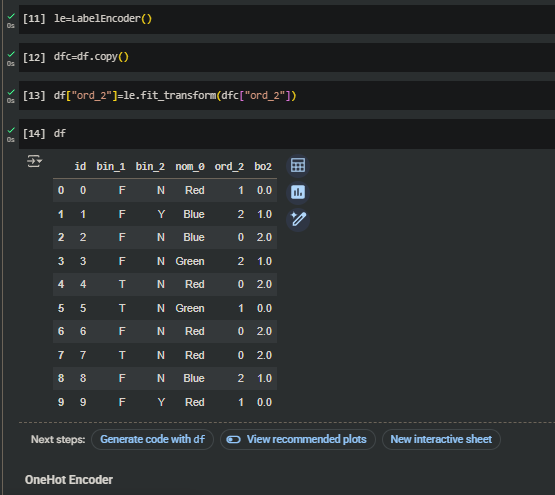 [11] le=LabelEncoder()
0s
[12] dfc=df.copy()
0s
[13] df["ord_2"]=le.fit_transform(dfc["ord_2"])
0s
[14] df
0s
id bin_1 bin_2 nom_0 ord_2 bo2
0 0 F N Red 1 0.0
1 1 F Y Blue 2 1.0
2 2 F N Blue 0 2.0
3 3 F N Green 2 1.0
4 4 T N Red 0 2.0
5 5 T N Green 1 0.0
6 6 F N Red 0 2.0
7 7 T N Red 0 2.0
8 8 F N Blue 2 1.0
9 9 F Y Red 1 0.0
Next steps: Generate code with df View recommended plots New interactive sheet
OneHot Encoder